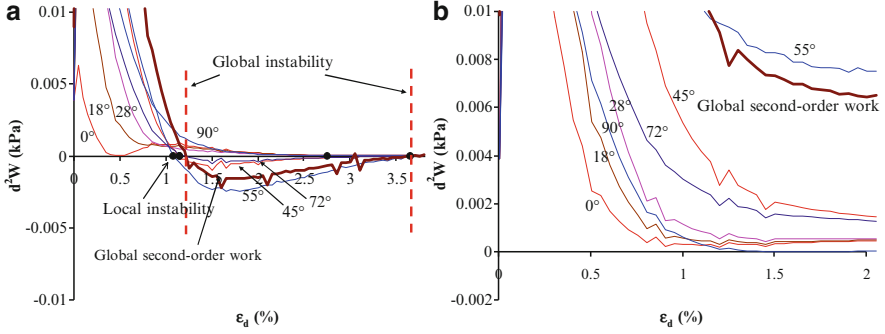 a
0.01
0.005
0
-0.005
-0.01
d²W (kPa)
Global instability
18°
28°
0°
90°
0 0.5 1 1.5 2 2.5 3 3.5
Local instability
55°
45°
72°
Global second-order work
ε_d (%)
b
0.01
0.008
0.006
0.004
0.002
0
-0.002
d²W (kPa)
55°
45°
Global second-order work
28°
90°
72°
18°
0°
0 0.5 1 1.5 2
ε_d (%)